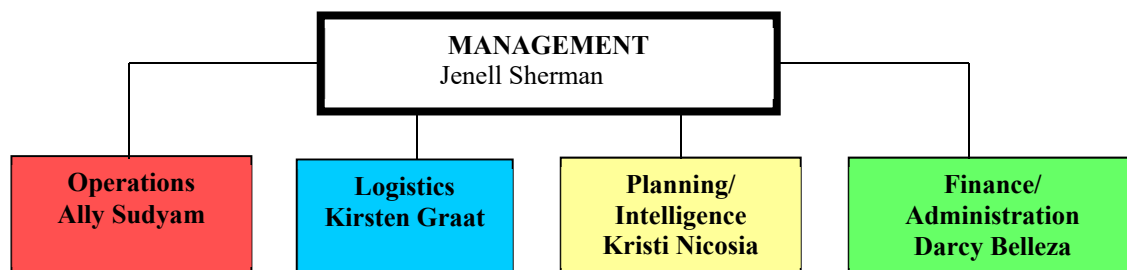 MANAGEMENT
Jenell Sherman
Operations
Ally Sudyam
Logistics
Kirsten Graat
Planning/
Intelligence
Kristi Nicosia
Finance/
Administration
Darcy Belleza